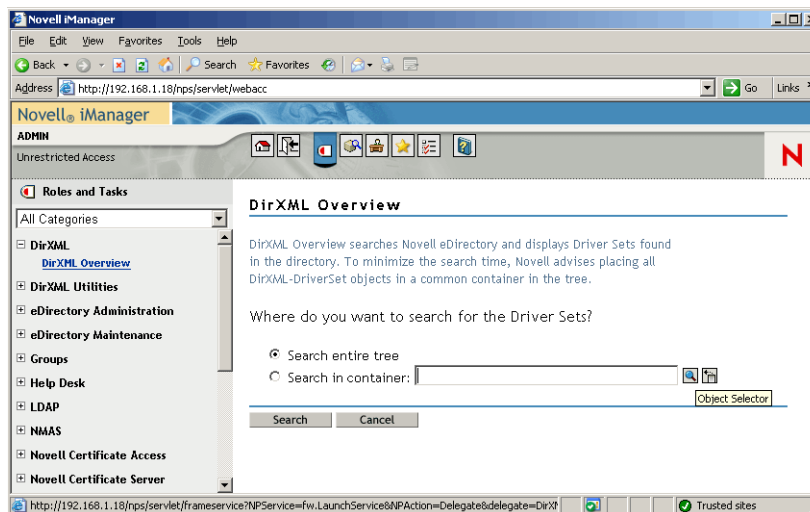 Novell iManager
File Edit View Favorites Tools Help
Back Search Favorites
Address http://192.168.1.18/nps/servlet/webacc Go Links
Novell® iManager
ADMIN
Unrestricted Access
N
Roles and Tasks
All Categories
DirXML
DirXML Overview
DirXML Utilities
eDirectory Administration
eDirectory Maintenance
Groups
Help Desk
LDAP
NMAS
Novell Certificate Access
Novell Certificate Server
DirXML Overview
DirXML Overview searches Novell eDirectory and displays Driver Sets found
in the directory. To minimize the search time, Novell advises placing all
DirXML-DriverSet objects in a common container in the tree.
Where do you want to search for the Driver Sets?
Search entire tree
Search in container:
Object Selector
Search Cancel
http://192.168.1.18/nps/servlet/frameservice?NPService=fw.LaunchService&NPAction=Delegate&delegate=DirXM Trusted sites